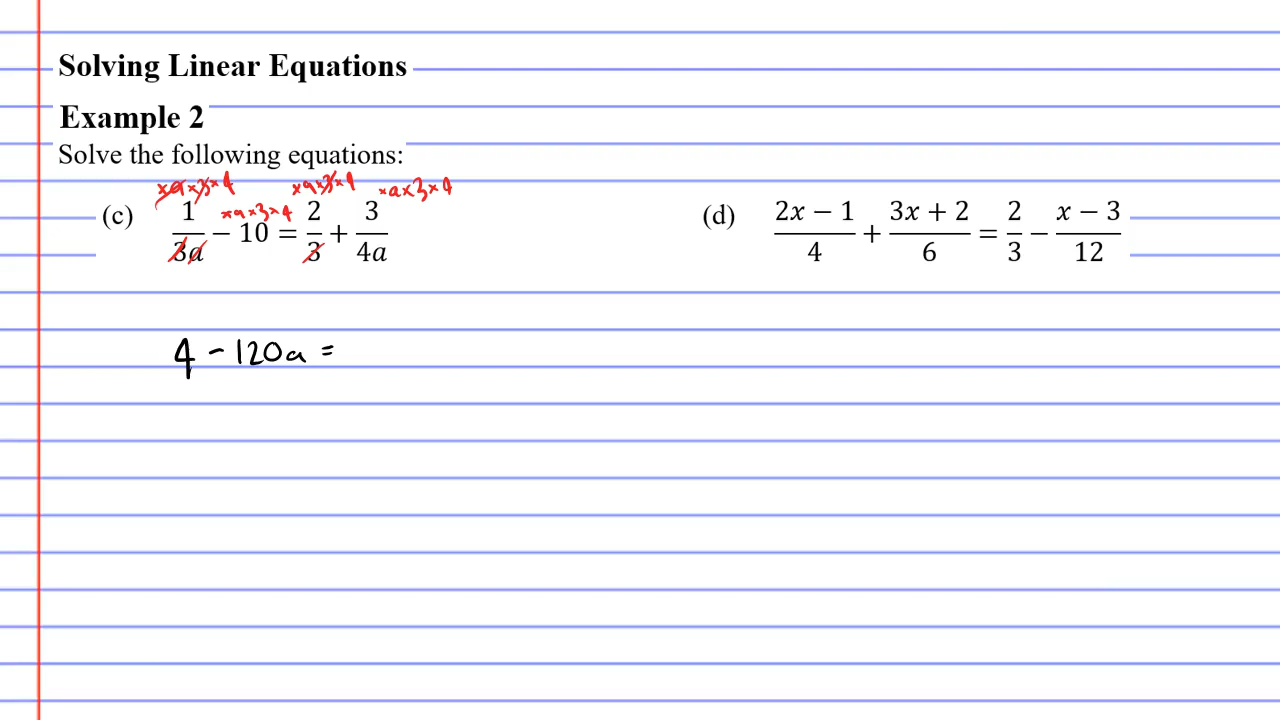 Solving Linear Equations
Example 2
Solve the following equations:
×a×3×4 ×a×3×4 ×a×3×4 ×a×3×4
(c) 1/3a − 10 = 2/3 + 3/4a (d) 2x − 1/4 + 3x + 2/6 = 2/3 − x − 3/12
4 − 120a =